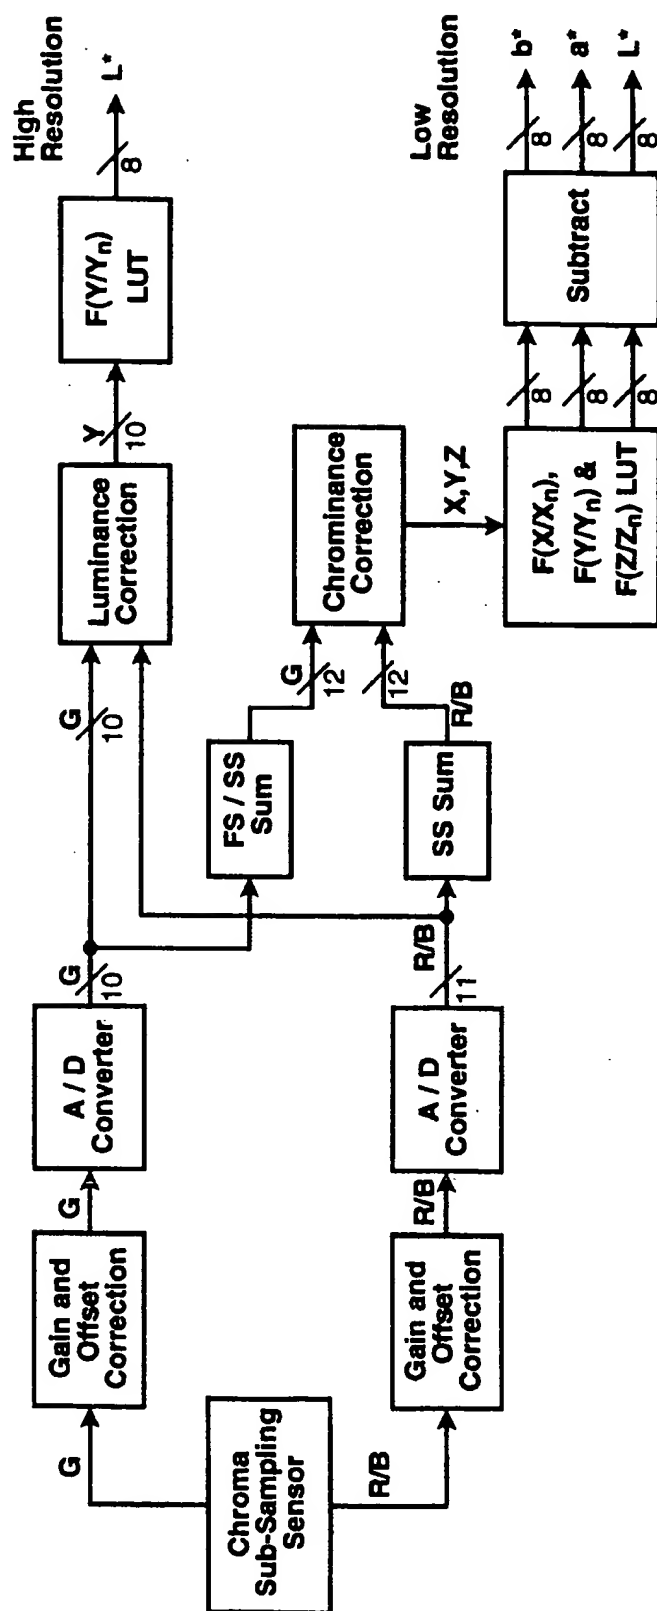 Chroma
Sub-Sampling
Sensor
G
R/B
Gain and
Offset
Correction
G
A / D
Converter
G
10
G
10
Luminance
Correction
Y
10
F(Y/Yn)
LUT
8
High
Resolution
L*
Gain and
Offset
Correction
R/B
A / D
Converter
R/B
11
FS / SS
Sum
G
12
SS Sum
R/B
12
Chrominance
Correction
X,Y,Z
F(X/Xn),
F(Y/Yn) &
F(Z/Zn) LUT
8
8
8
Subtract
8
8
8
Low
Resolution
b*
a*
L*